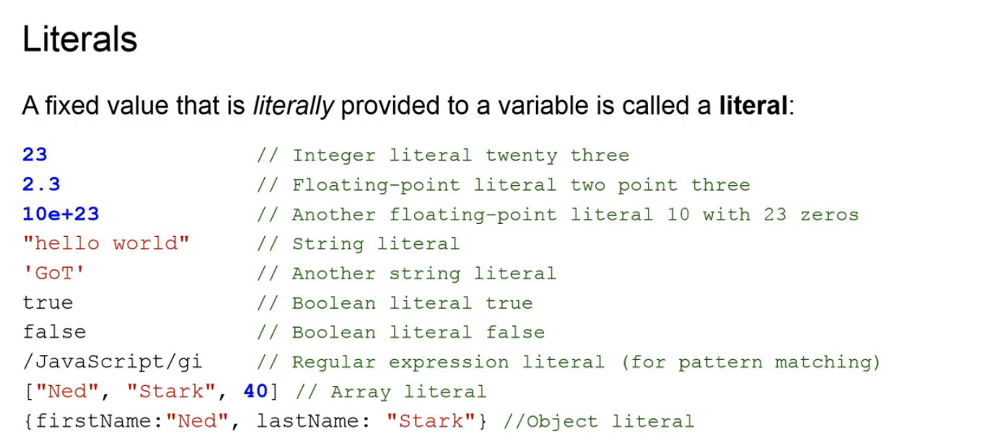 Literals
A fixed value that is literally provided to a variable is called a literal:
23 // Integer literal twenty three
2.3 // Floating-point literal two point three
10e+23 // Another floating-point literal 10 with 23 zeros
"hello world" // String literal
'GoT' // Another string literal
true // Boolean literal true
false // Boolean literal false
/JavaScript/gi // Regular expression literal (for pattern matching)
["Ned", "Stark", 40] // Array literal
{firstName:"Ned", lastName: "Stark"} //Object literal